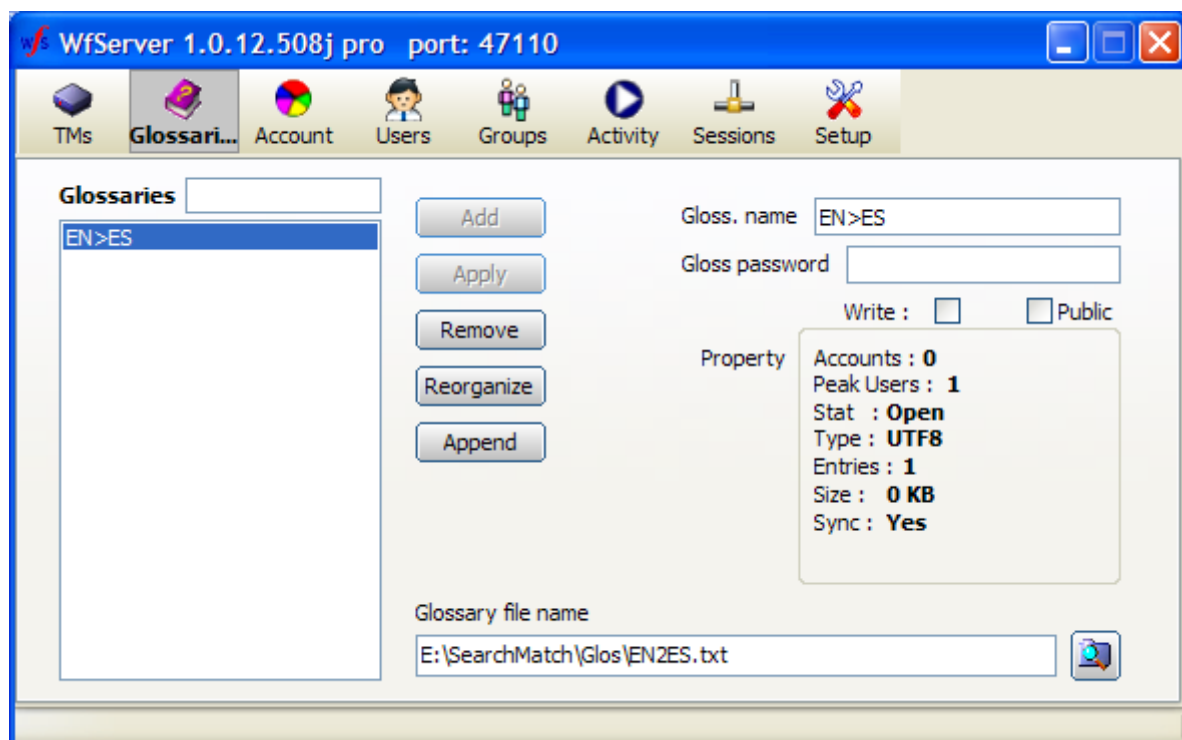 wfs WfServer 1.0.12.508j pro port: 47110
TMs Glossari... Account Users Groups Activity Sessions Setup
Glossaries
EN>ES
Add
Apply
Remove
Reorganize
Append
Gloss. name EN>ES
Gloss password
Write : Public
Property
Accounts : 0
Peak Users : 1
Stat : Open
Type : UTF8
Entries : 1
Size : 0 KB
Sync : Yes
Glossary file name
E:\SearchMatch\Glos\EN2ES.txt